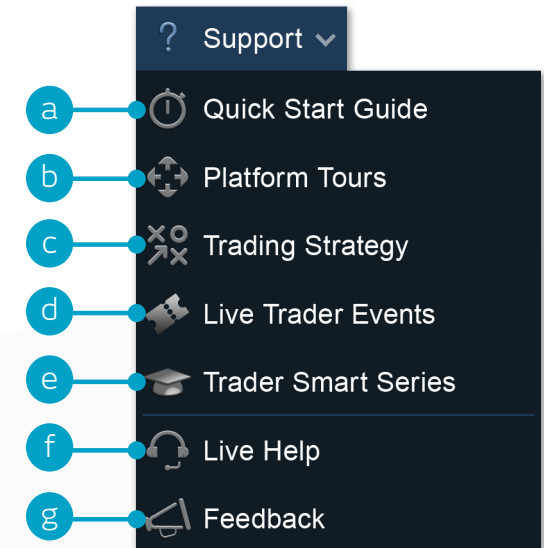 ? Support
a Quick Start Guide
b Platform Tours
c Trading Strategy
d Live Trader Events
e Trader Smart Series
f Live Help
g Feedback